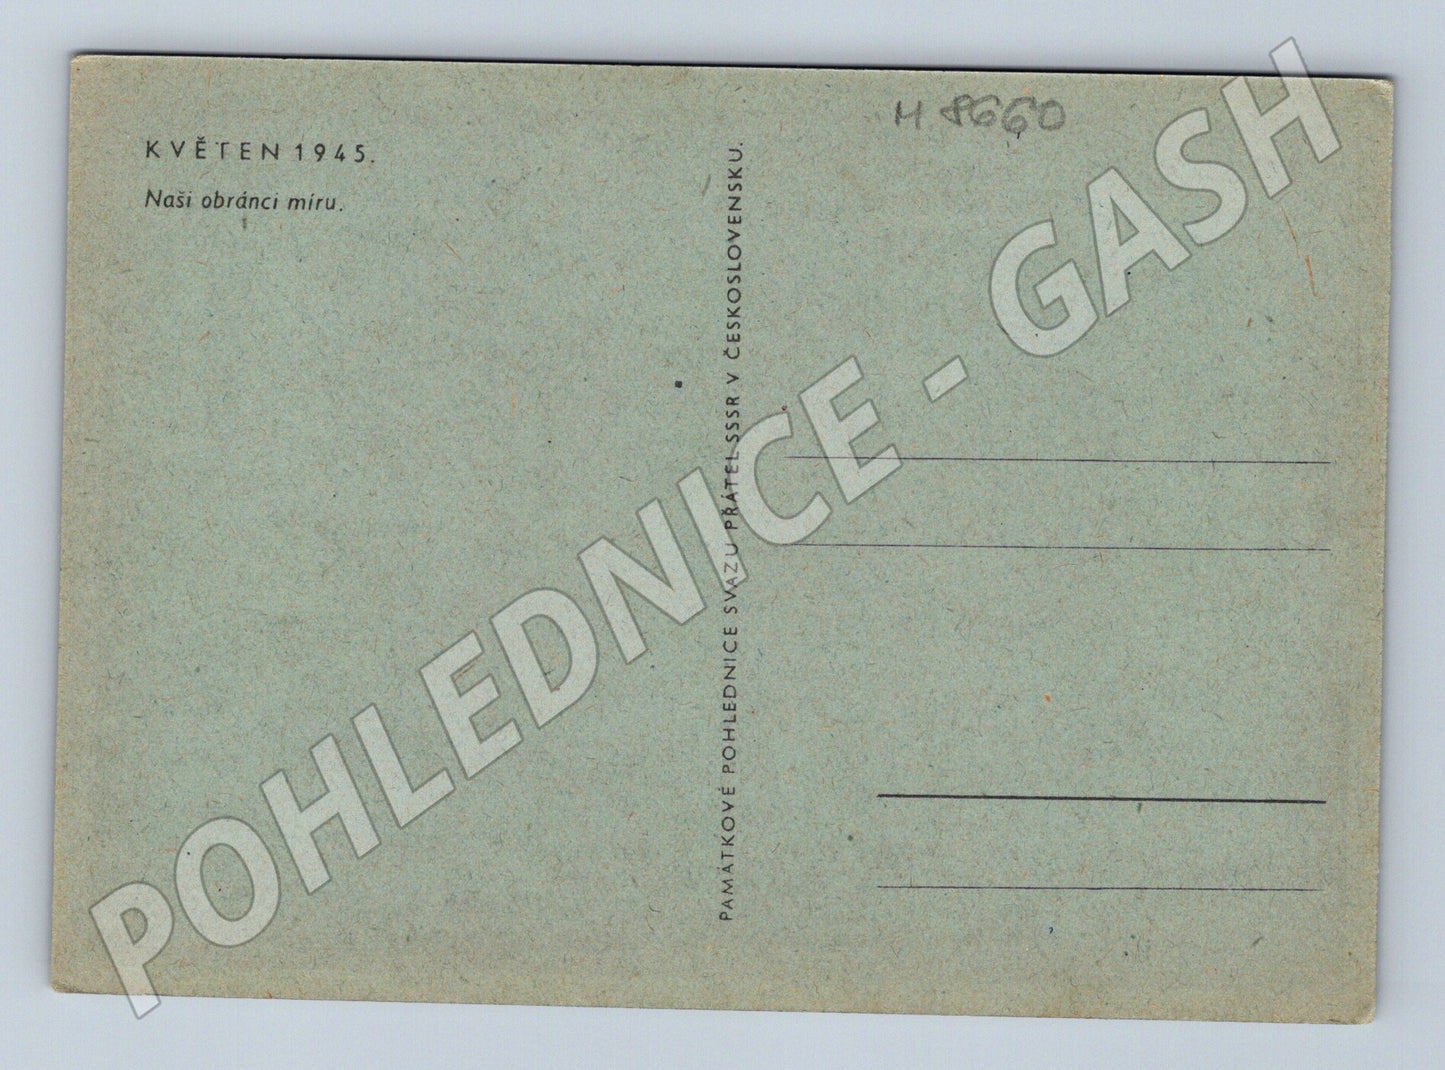 KVĚTEN 1945.
Naši obránci míru.
M 8660
PAMÁTKOVÉ POHLEDNICE SVAZU PŘÁTEL SSSR V ČESKOSLOVENSKU.
POHLEDNICE - GASH